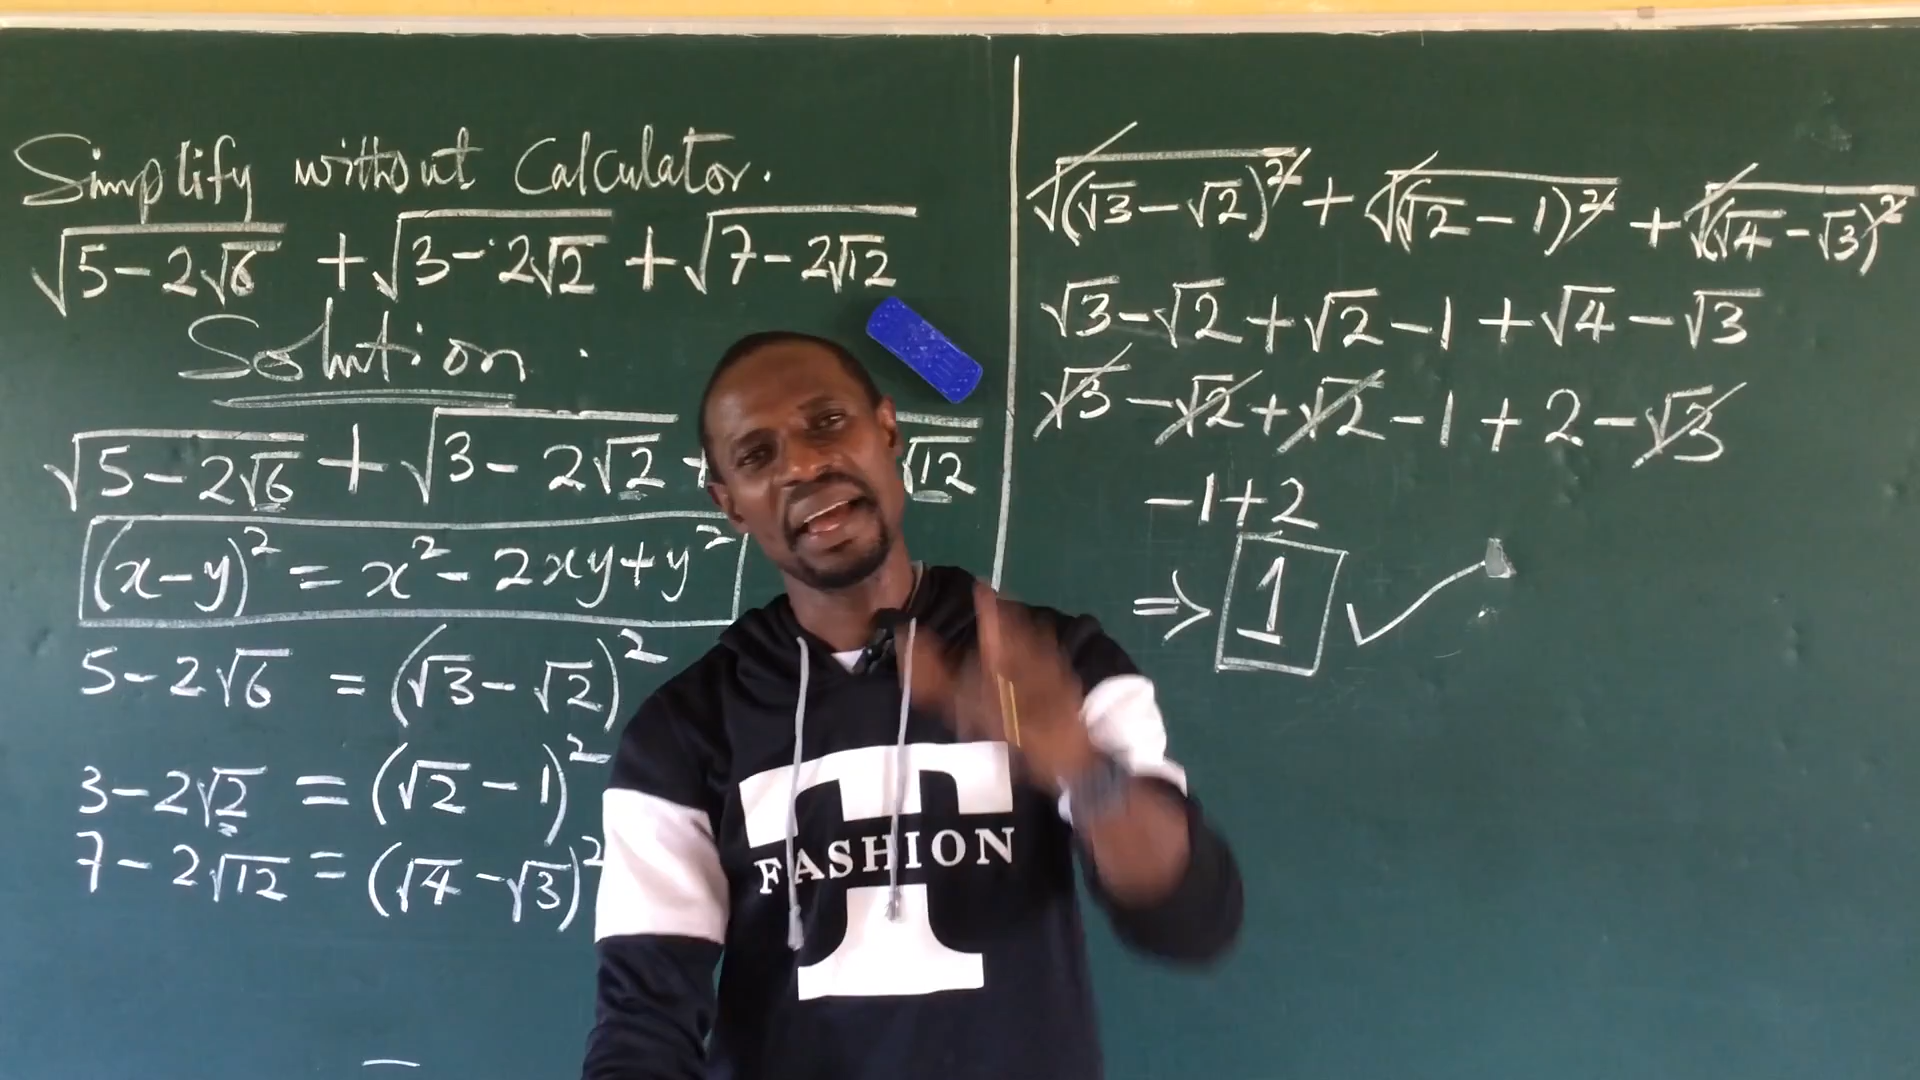 Simplify without Calculator.
√5-2√6 + √3-2√2 + √7-2√12
Solution.
√5-2√6 + √3-2√2 + √12
(x-y)² = x²-2xy+y²
5-2√6 = (√3-√2)²
3-2√2 = (√2-1)²
7-2√12 = (√4-√3)²
√(√3-√2)² + √(√2-1)² + √(√4-√3)²
√3-√2+√2-1+√4-√3
√3-√2+√2-1+2-√3
-1+2
⇒ 1 ✓
T
FASHION